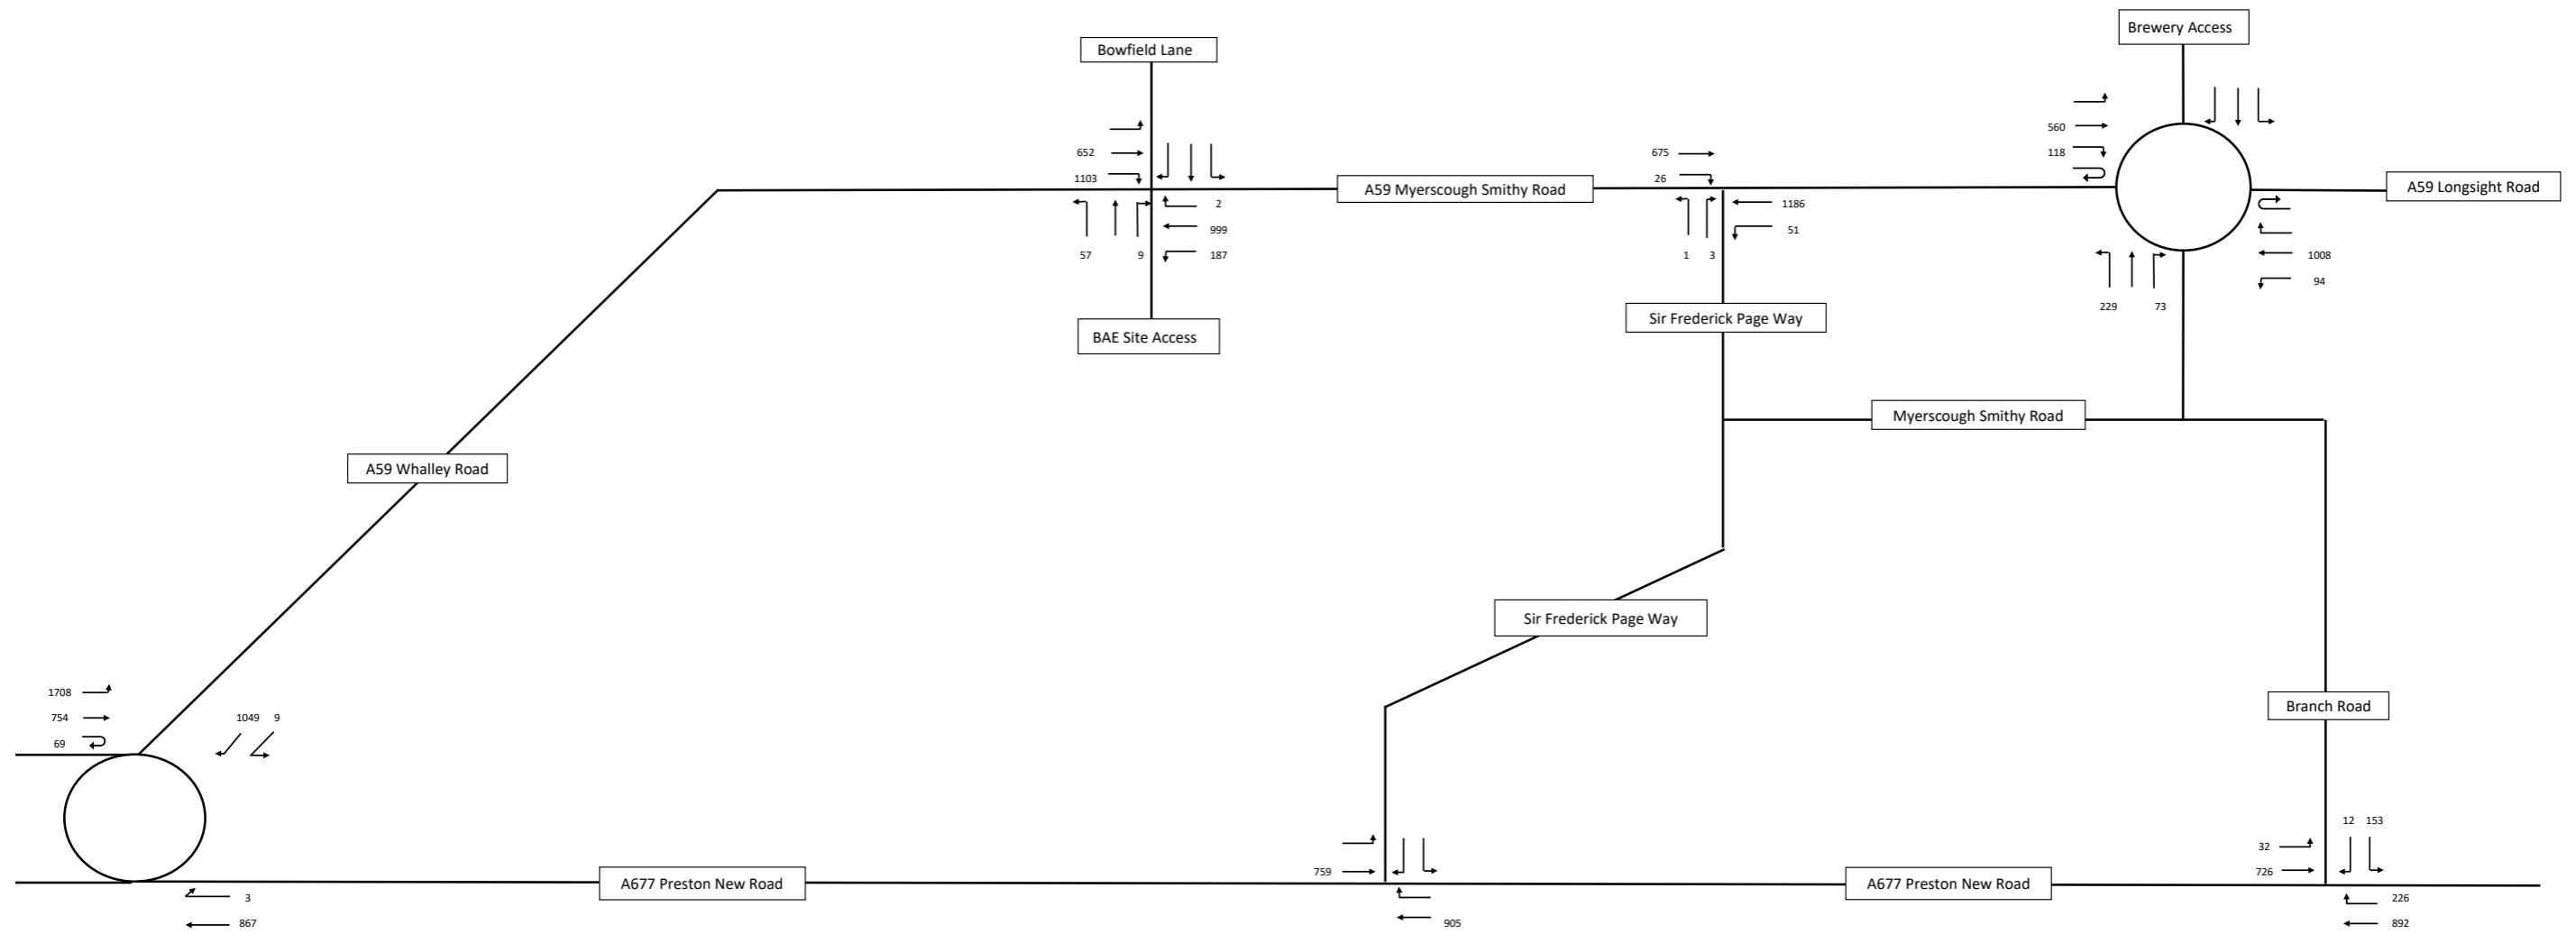 Brewery Access
Bowfield Lane
560
118
652
1103
675
26
A59 Myerscough Smithy Road
A59 Longsight Road
2
999
187
57
9
1186
51
1
3
1008
94
229
73
Sir Frederick Page Way
BAE Site Access
Myerscough Smithy Road
A59 Whalley Road
Sir Frederick Page Way
1708
754
69
1049
9
Branch Road
12
153
32
726
759
A677 Preston New Road
A677 Preston New Road
3
867
905
226
892